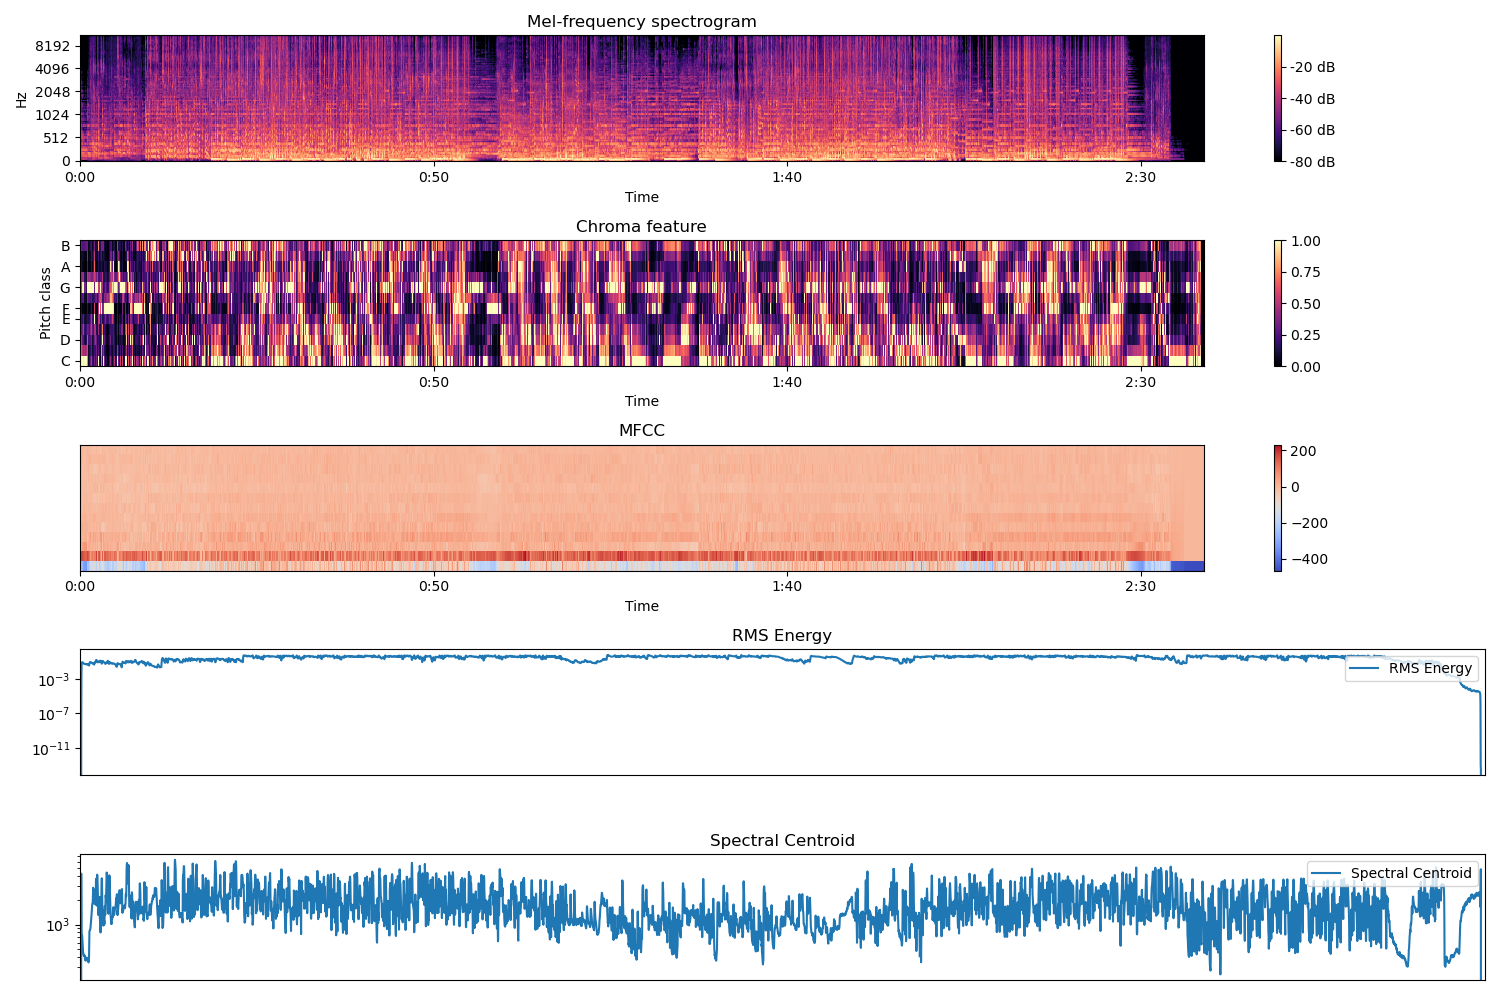 Mel-frequency spectrogram
Hz
8192
4096
2048
1024
512
0
0:00 0:50 1:40 2:30
Time
-20 dB
-40 dB
-60 dB
-80 dB
Chroma feature
Pitch class
B
A
G
E
E
D
C
0:00 0:50 1:40 2:30
Time
1.00
0.75
0.50
0.25
0.00
MFCC
0:00 0:50 1:40 2:30
Time
200
0
−200
−400
RMS Energy
10⁻³
10⁻⁷
10⁻¹¹
RMS Energy
Spectral Centroid
10³
Spectral Centroid